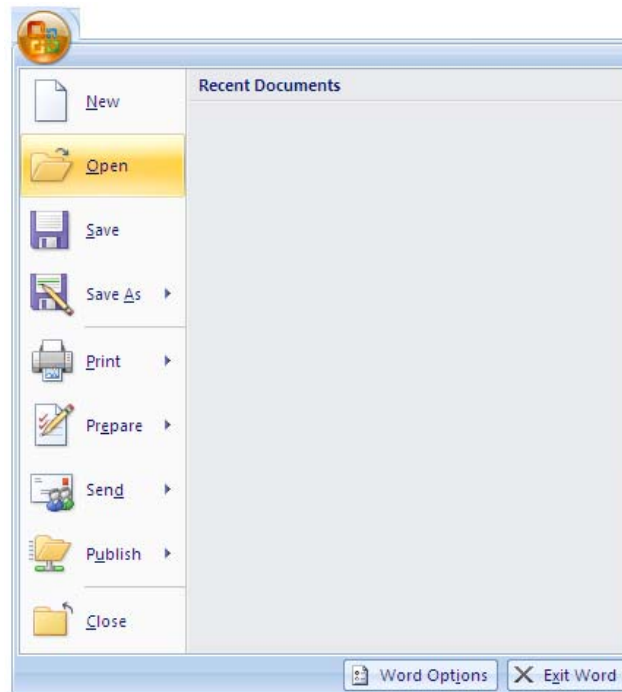 New
Recent Documents
Open
Save
Save As
Print
Prepare
Send
Publish
Close
Word Options
Exit Word